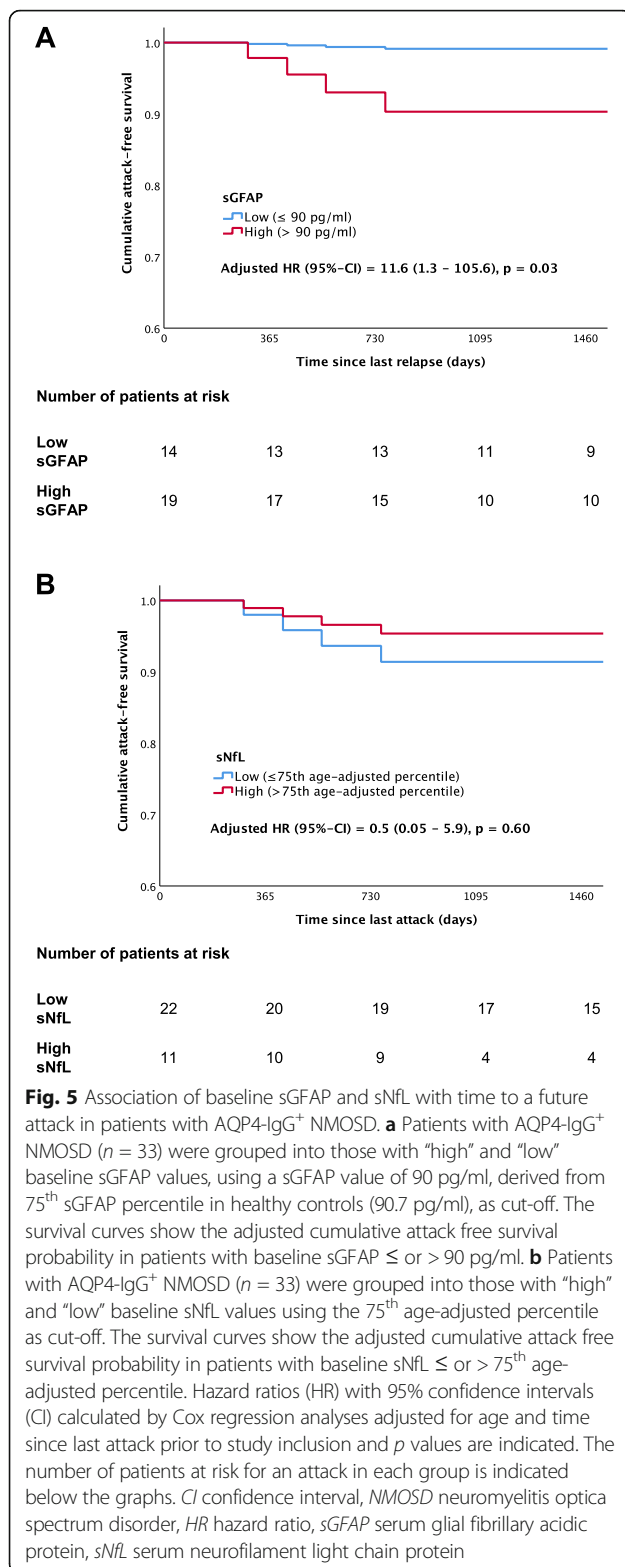 A
Cumulative attack-free survival
1.0
0.9
0.8
0.7
0.6
sGFAP
Low (≤ 90 pg/ml)
High (> 90 pg/ml)
Adjusted HR (95%-CI) = 11.6 (1.3 – 105.6), p = 0.03
0 365 730 1095 1460
Time since last relapse (days)
Number of patients at risk
Low sGFAP 14 13 13 11 9
High sGFAP 19 17 15 10 10
B
Cumulative attack-free survival
1.0
0.9
0.8
0.7
0.6
sNfL
Low (≤75th age-adjusted percentile)
High (>75th age-adjusted percentile)
Adjusted HR (95%-CI) = 0.5 (0.05 – 5.9), p = 0.60
0 365 730 1095 1460
Time since last attack (days)
Number of patients at risk
Low sNfL 22 20 19 17 15
High sNfL 11 10 9 4 4
Fig. 5 Association of baseline sGFAP and sNfL with time to a future
attack in patients with AQP4-IgG⁺ NMOSD. a Patients with AQP4-IgG⁺
NMOSD (n = 33) were grouped into those with “high” and “low”
baseline sGFAP values, using a sGFAP value of 90 pg/ml, derived from
75th sGFAP percentile in healthy controls (90.7 pg/ml), as cut-off. The
survival curves show the adjusted cumulative attack free survival
probability in patients with baseline sGFAP ≤ or > 90 pg/ml. b Patients
with AQP4-IgG⁺ NMOSD (n = 33) were grouped into those with “high”
and “low” baseline sNfL values using the 75th age-adjusted percentile
as cut-off. The survival curves show the adjusted cumulative attack free
survival probability in patients with baseline sNfL ≤ or > 75th age-
adjusted percentile. Hazard ratios (HR) with 95% confidence intervals
(CI) calculated by Cox regression analyses adjusted for age and time
since last attack prior to study inclusion and p values are indicated. The
number of patients at risk for an attack in each group is indicated
below the graphs. CI confidence interval, NMOSD neuromyelitis optica
spectrum disorder, HR hazard ratio, sGFAP serum glial fibrillary acidic
protein, sNfL serum neurofilament light chain protein